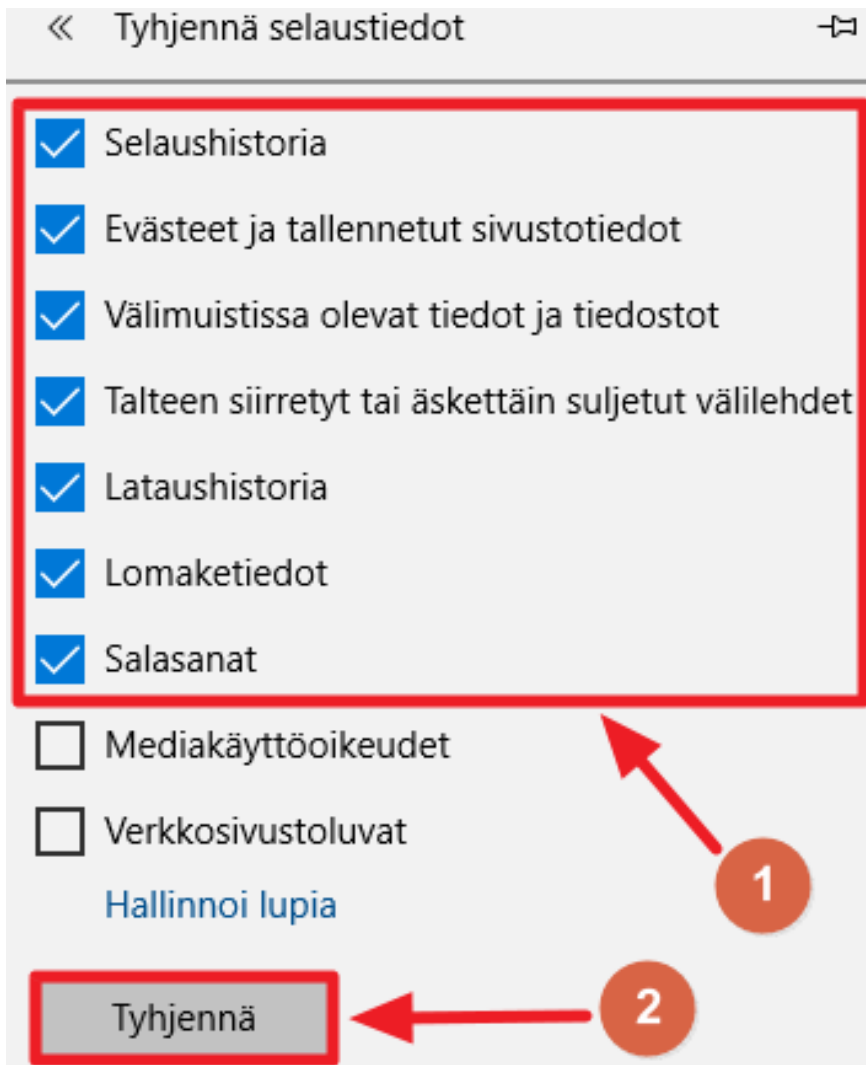 « Tyhjennä selaustiedot
Selaushistoria
Evästeet ja tallennetut sivustotiedot
Välimuistissa olevat tiedot ja tiedostot
Talteen siirretyt tai äskettäin suljetut välilehdet
Lataushistoria
Lomaketiedot
Salasanat
Mediakäyttöoikeudet
Verkkosivustoluvat
1
Hallinnoi lupia
Tyhjennä
2